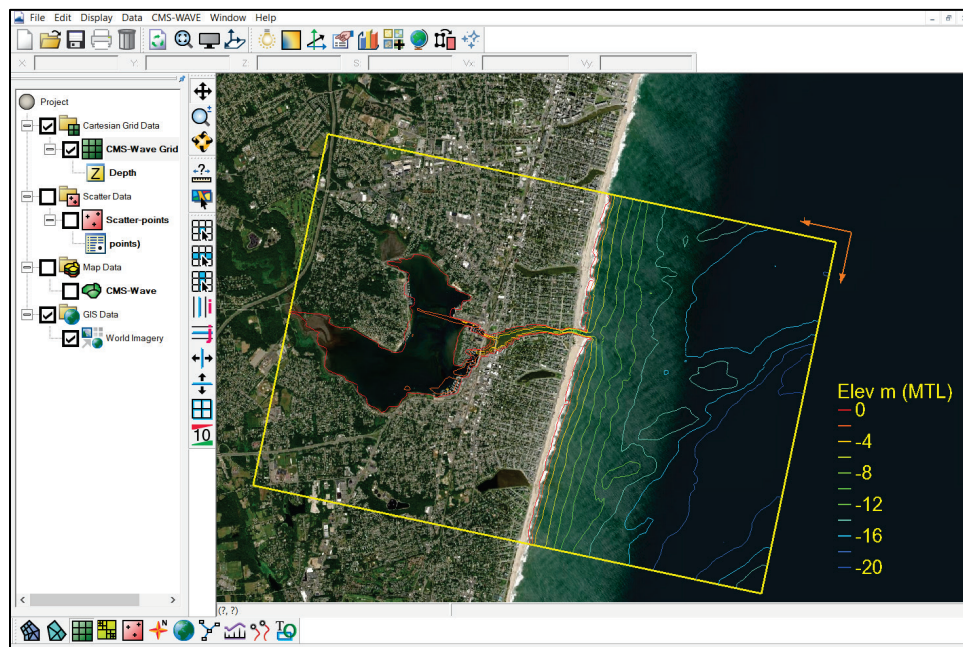 File Edit Display Data CMS-WAVE Window Help
X Y Z S Vx Vy
Project
Cartesian Grid Data
CMS-Wave Grid
Z Depth
Scatter Data
Scatter-points
points)
Map Data
CMS-Wave
GIS Data
World Imagery
i
j
10
Elev m (MTL)
0
-4
-8
-12
-16
-20
(?, ?)
N
T